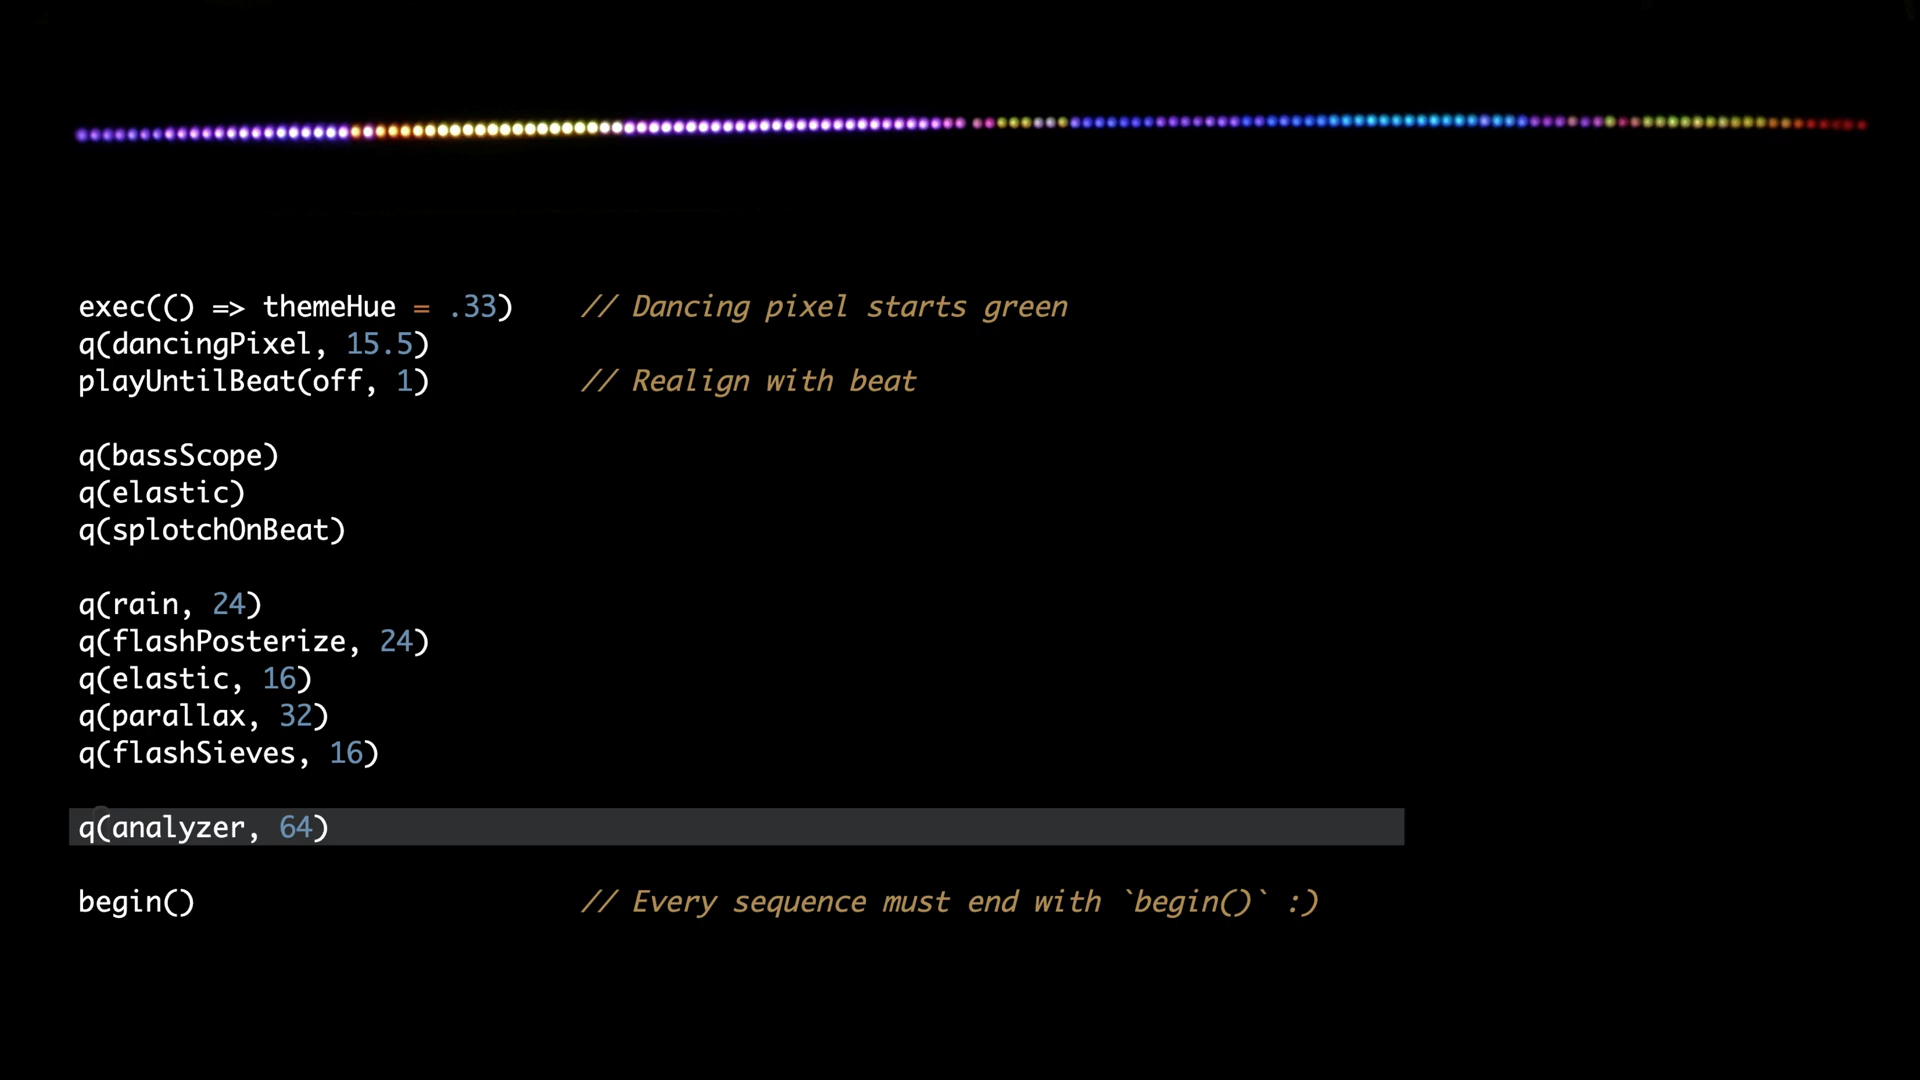 exec(() => themeHue = .33)    // Dancing pixel starts green
q(dancingPixel, 15.5)
playUntilBeat(off, 1)         // Realign with beat
q(bassScope)
q(elastic)
q(splotchOnBeat)
q(rain, 24)
q(flashPosterize, 24)
q(elastic, 16)
q(parallax, 32)
q(flashSieves, 16)
q(analyzer, 64)
begin()                       // Every sequence must end with `begin()` :)